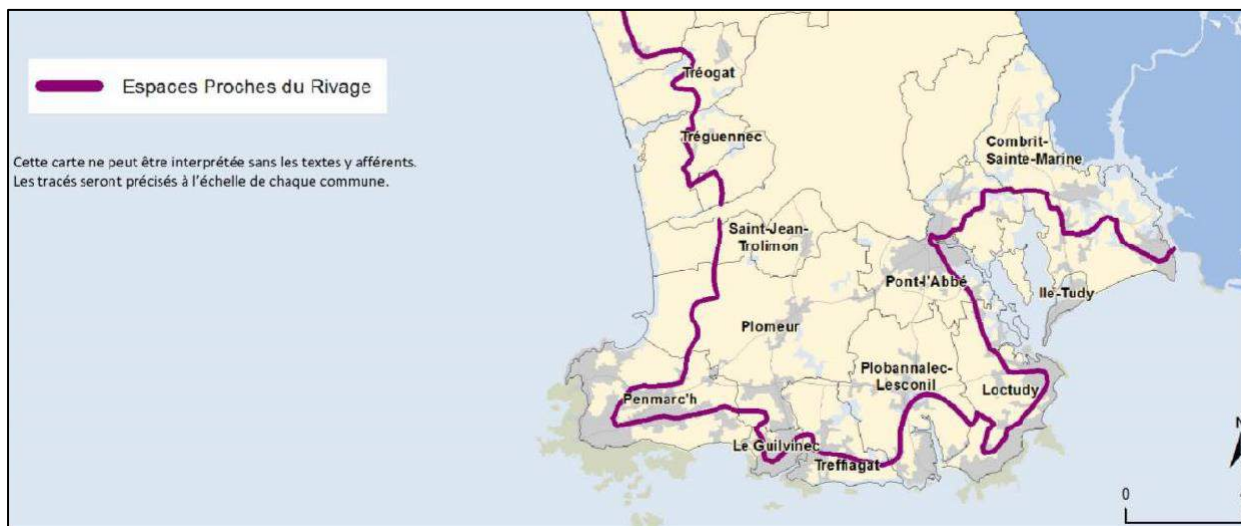 Espaces Proches du Rivage
Cette carte ne peut être interprétée sans les textes y afférents.
Les tracés seront précisés à l'échelle de chaque commune.
Tréogat
Tréguennec
Combrit-
Sainte-Marine
Saint-Jean-
Trolimon
Pont-l'Abbé
Ile-Tudy
Plomeur
Plobannalec-
Lesconil
Loctudy
Penmarc'h
Le Guilvinec
Treffiagat
N
0